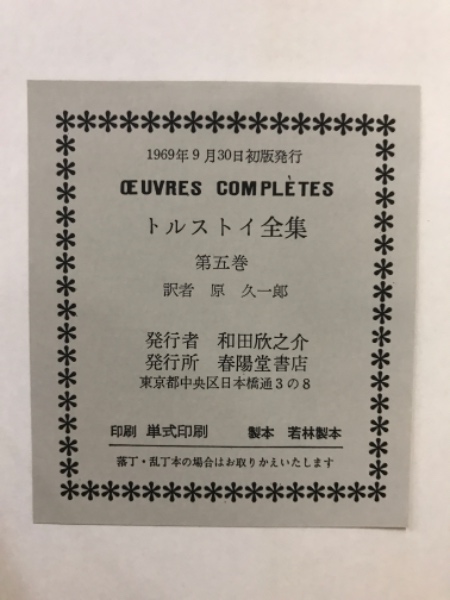 1969年9月30日初版発行
ŒUVRES COMPLÈTES
トルストイ全集
第五巻
訳者 原 久一郎
発行者 和田欣之介
発行所 春陽堂書店
東京都中央区日本橋通3の8
印刷 単式印刷 製本 若林製本
落丁・乱丁本の場合はお取りかえいたします